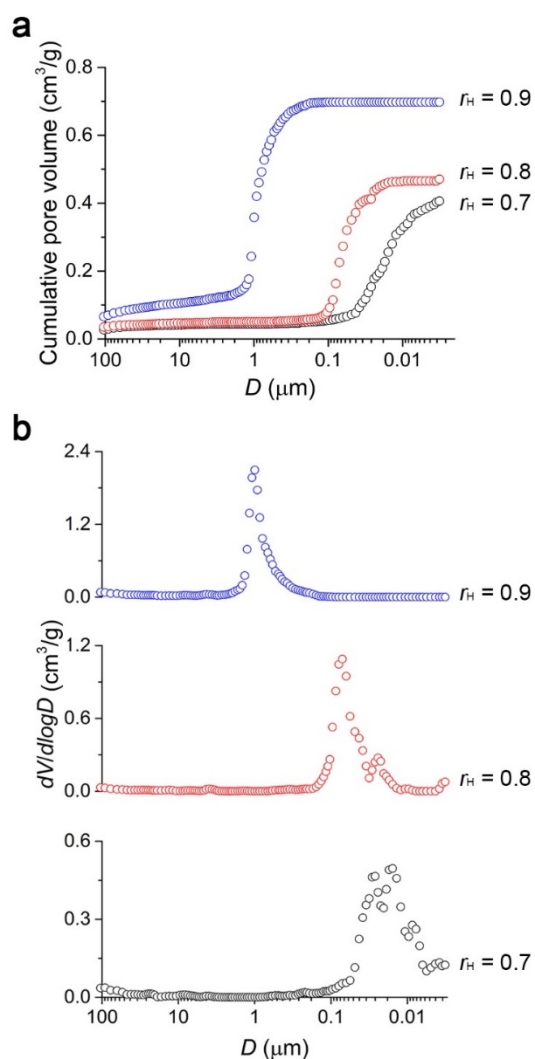 a
Cumulative pore volume (cm³/g)
0.8
0.6
0.4
0.2
0.0
rH = 0.9
rH = 0.8
rH = 0.7
100
10
1
0.1
0.01
D (μm)
b
dV/dlogD (cm³/g)
2.4
1.2
0.0
rH = 0.9
1.2
0.6
0.0
rH = 0.8
0.6
0.3
0.0
rH = 0.7
100
10
1
0.1
0.01
D (μm)